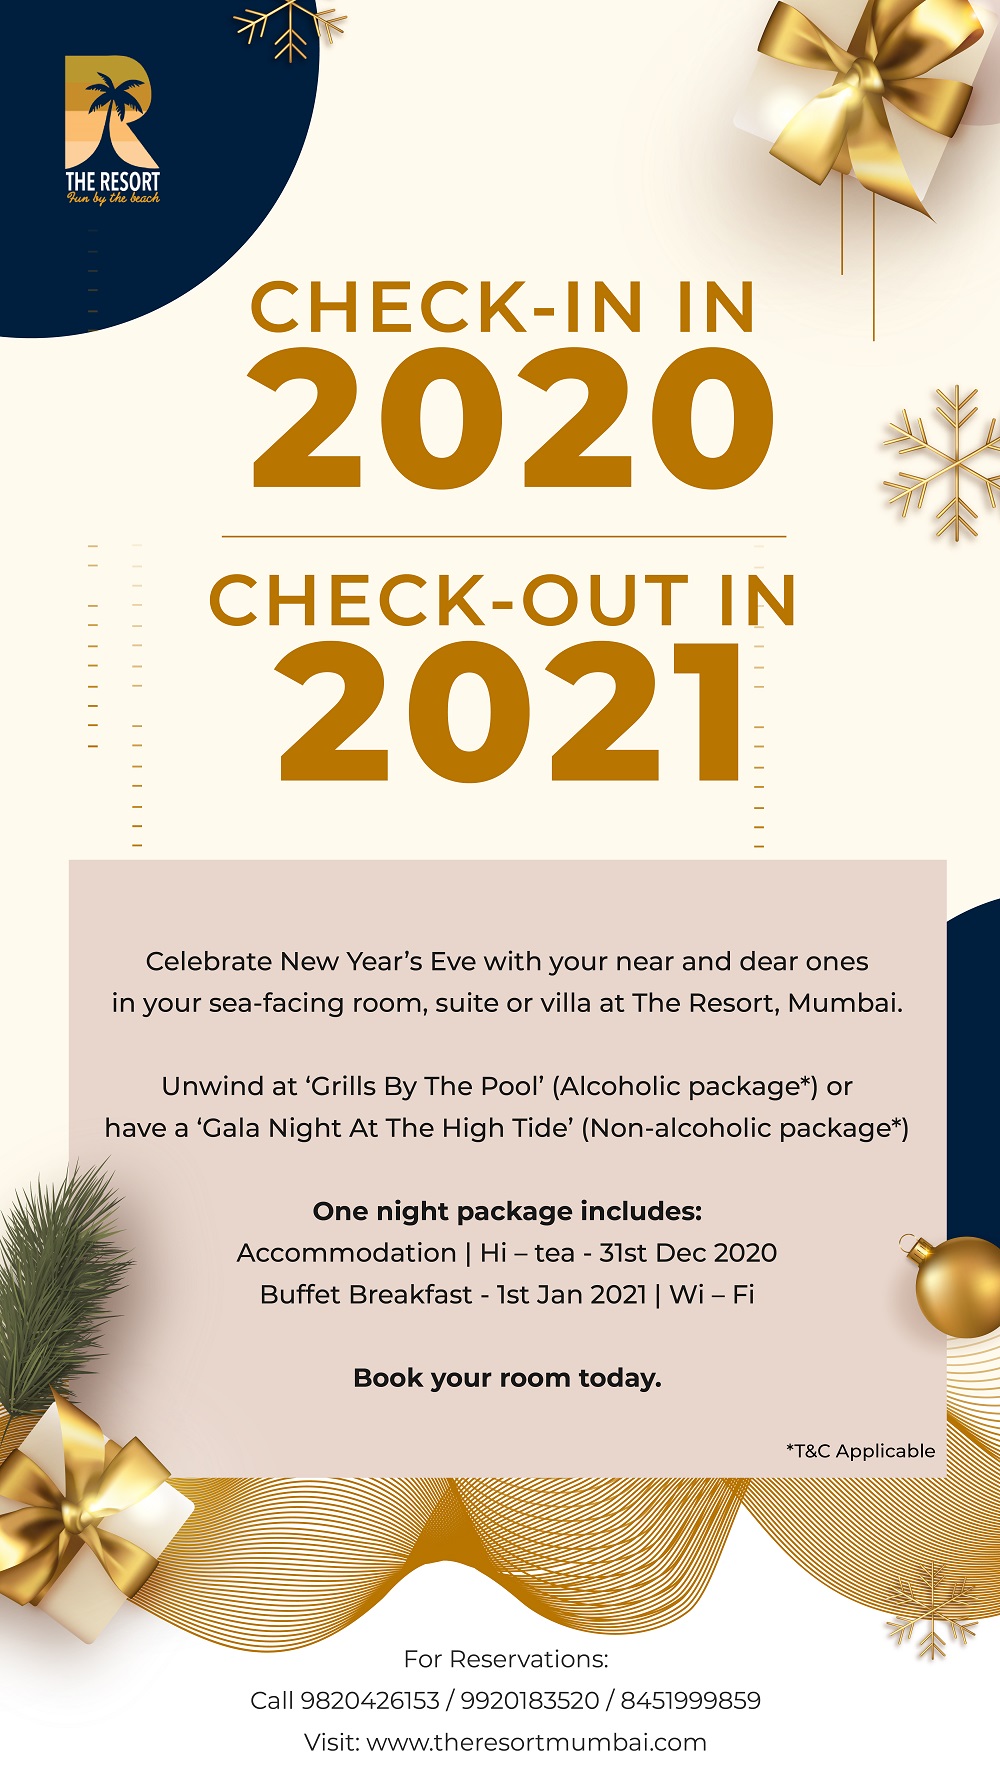 R
THE RESORT
Fun by the beach
CHECK-IN IN
2020
CHECK-OUT IN
2021
Celebrate New Year’s Eve with your near and dear ones
in your sea-facing room, suite or villa at The Resort, Mumbai.
Unwind at ‘Grills By The Pool’ (Alcoholic package*) or
have a ‘Gala Night At The High Tide’ (Non-alcoholic package*)
One night package includes:
Accommodation | Hi – tea - 31st Dec 2020
Buffet Breakfast - 1st Jan 2021 | Wi – Fi
Book your room today.
*T&C Applicable
For Reservations:
Call 9820426153 / 9920183520 / 8451999859
Visit: www.theresortmumbai.com